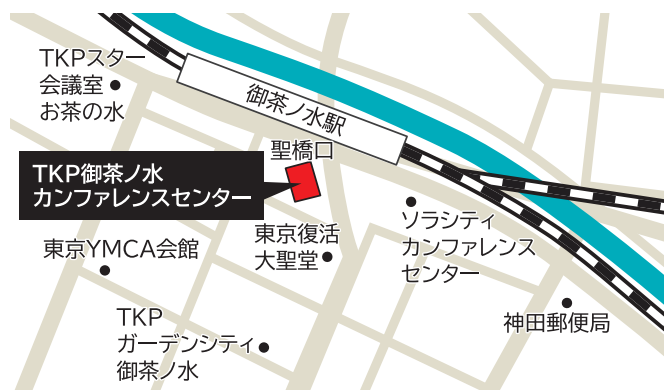 TKPスター
会議室
お茶の水
御茶ノ水駅
聖橋口
TKP御茶ノ水
カンファレンスセンター
東京YMCA会館
東京復活
大聖堂
ソラシティ
カンファレンス
センター
TKP
ガーデンシティ
御茶ノ水
神田郵便局